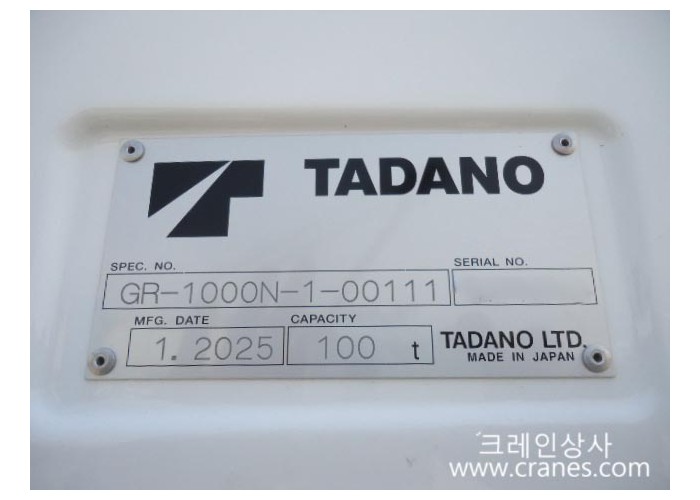 TADANO
SPEC. NO.
GR-1000N-1-00111
SERIAL NO.
MFG. DATE
1. 2025
CAPACITY
100 t
TADANO LTD.
MADE IN JAPAN
크레인상사
www.cranes.com